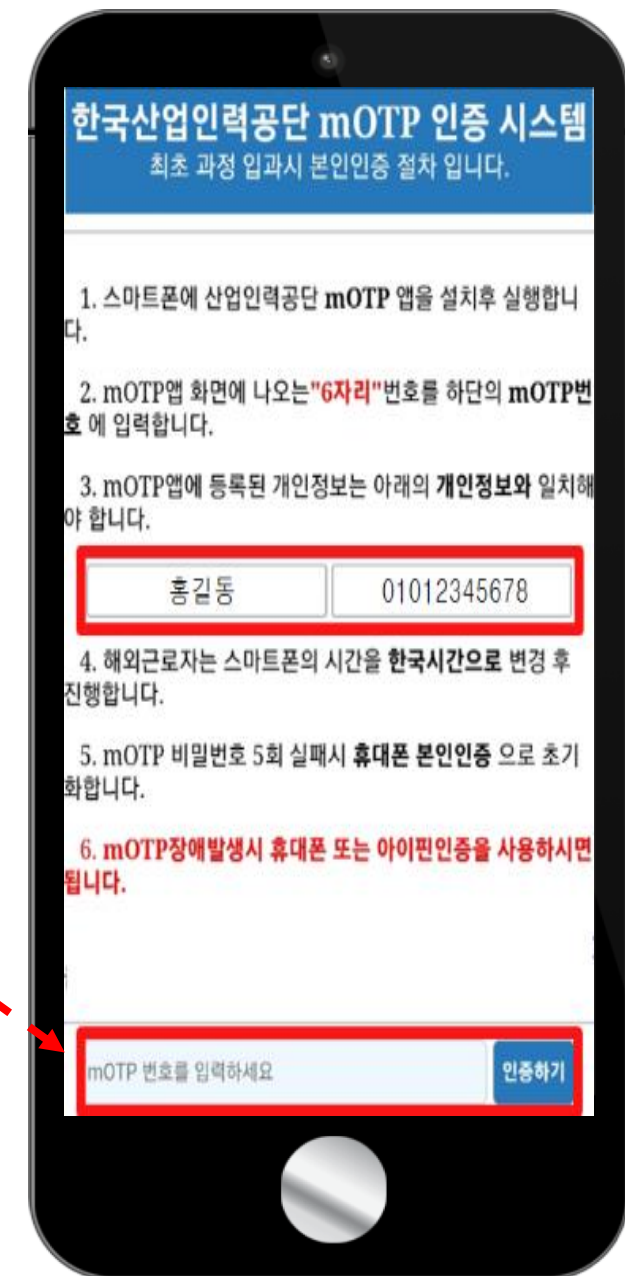 한국산업인력공단 mOTP 인증 시스템
최초 과정 입과시 본인인증 절차 입니다.
1. 스마트폰에 산업인력공단 mOTP 앱을 설치후 실행합니
다.
2. mOTP앱 화면에 나오는"6자리"번호를 하단의 mOTP번
호 에 입력합니다.
3. mOTP앱에 등록된 개인정보는 아래의 개인정보와 일치해
야 합니다.
홍길동 01012345678
4. 해외근로자는 스마트폰의 시간을 한국시간으로 변경 후
진행합니다.
5. mOTP 비밀번호 5회 실패시 휴대폰 본인인증 으로 초기
화합니다.
6. mOTP장애발생시 휴대폰 또는 아이핀인증을 사용하시면
됩니다.
mOTP 번호를 입력하세요 인증하기